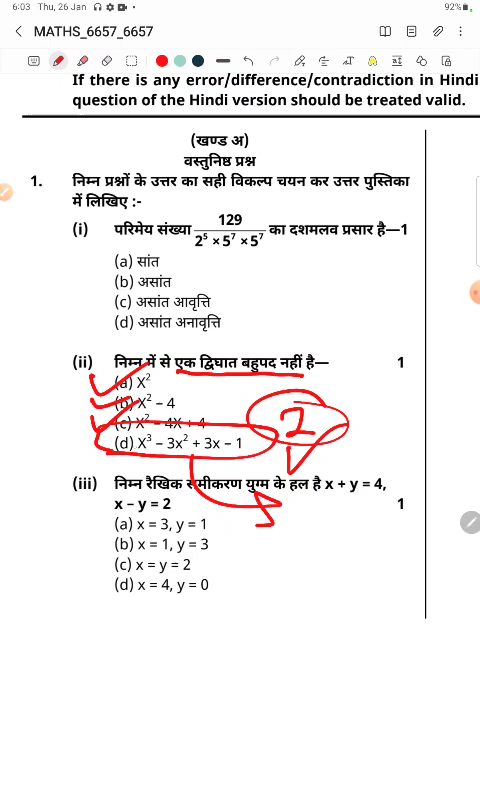 6:03 Thu, 26 Jan
92%
MATHS_6657_6657
If there is any error/difference/contradiction in Hindi
question of the Hindi version should be treated valid.
(खण्ड अ)
वस्तुनिष्ठ प्रश्न
1. निम्न प्रश्नों के उत्तर का सही विकल्प चयन कर उत्तर पुस्तिका
में लिखिए :-
(i) परिमेय संख्या 129 / 2⁵ × 5⁷ × 5⁷ का दशमलव प्रसार है—1
(a) सांत
(b) असांत
(c) असांत आवृत्ति
(d) असांत अनावृत्ति
(ii) निम्न में से एक द्विघात बहुपद नहीं है— 1
(a) X²
(b) X² – 4
(c) X² – 4X + 4
2
(d) X³ – 3x² + 3x – 1
(iii) निम्न रैखिक समीकरण युग्म के हल है x + y = 4,
x – y = 2 1
(a) x = 3, y = 1
(b) x = 1, y = 3
(c) x = y = 2
(d) x = 4, y = 0